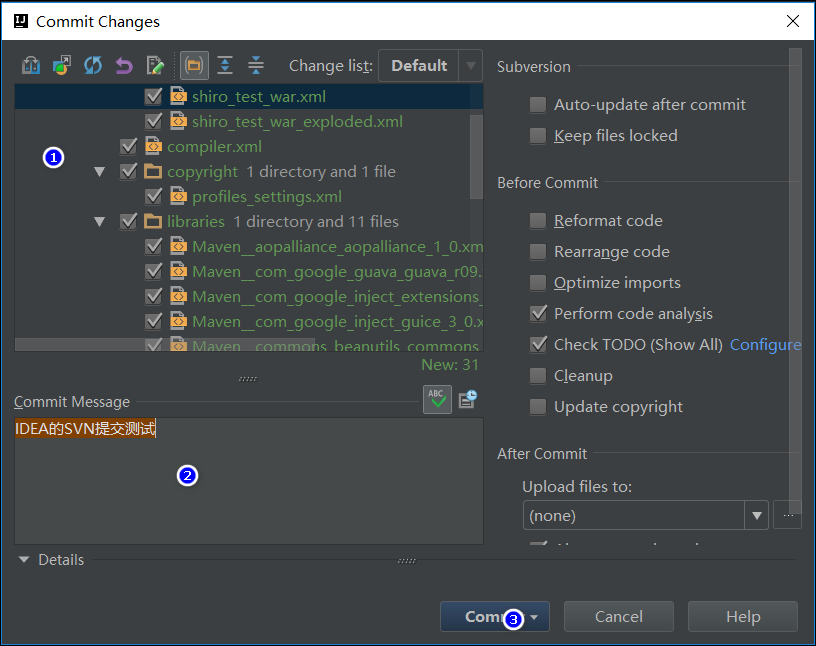 Commit Changes
Change list: Default
shiro_test_war.xml
shiro_test_war_exploded.xml
compiler.xml
copyright 1 directory and 1 file
profiles_settings.xml
libraries 1 directory and 11 files
Maven__aopalliance_aopalliance_1_0.xm
Maven__com_google_guava_guava_r09.
Maven__com_google_inject_extensions_
Maven__com_google_inject_guice_3_0.x
Maven__commons_beanutils_commons
New: 31
1
Commit Message
ABC
IDEA的SVN提交测试
2
Details
Subversion
Auto-update after commit
Keep files locked
Before Commit
Reformat code
Rearrange code
Optimize imports
Perform code analysis
Check TODO (Show All) Configure
Cleanup
Update copyright
After Commit
Upload files to:
(none)
...
Com
3
Cancel
Help